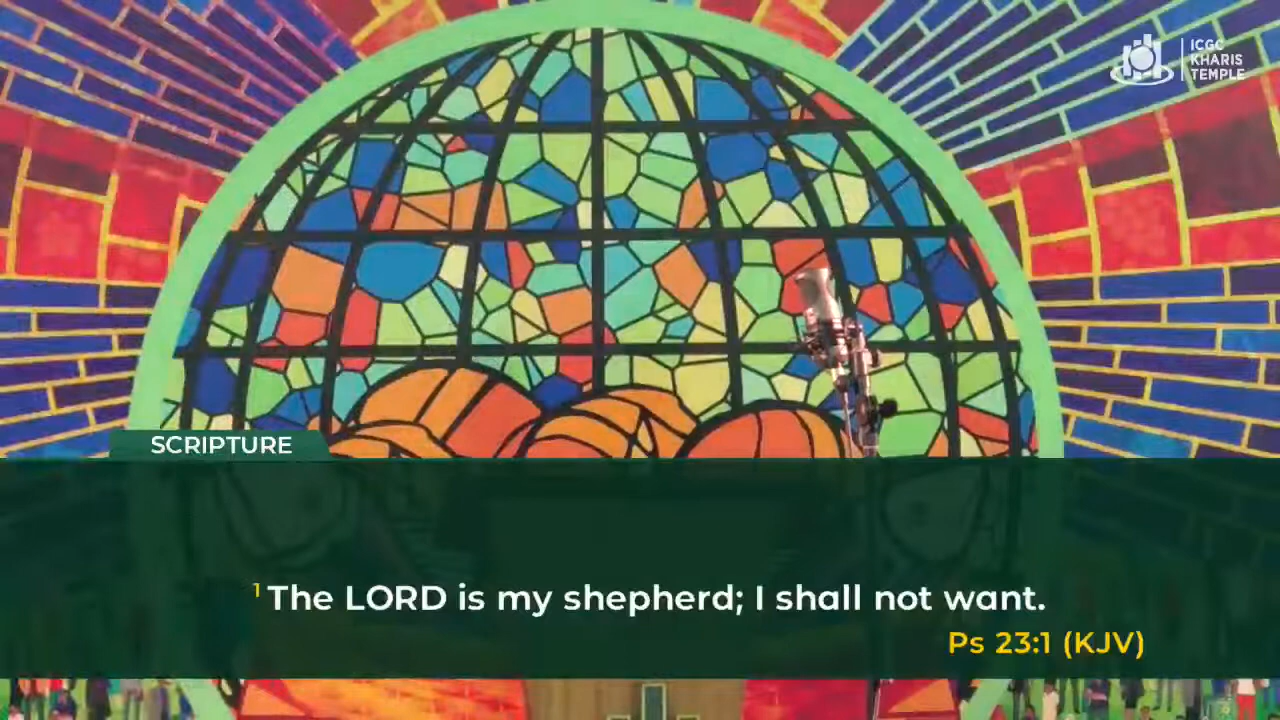 ICGC
KHARIS
TEMPLE
SCRIPTURE
1 The LORD is my shepherd; I shall not want.
Ps 23:1 (KJV)